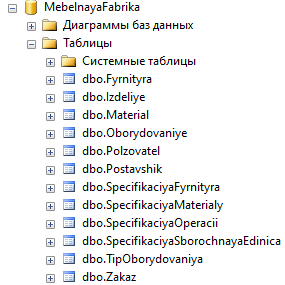 MebelnayaFabrika
Диаграммы баз данных
Таблицы
Системные таблицы
dbo.Fyrnityra
dbo.Izdeliye
dbo.Material
dbo.Oborydovaniye
dbo.Polzovatel
dbo.Postavshik
dbo.SpecifikaciyaFyrnityra
dbo.SpecifikaciyaMaterialy
dbo.SpecifikaciyaOperacii
dbo.SpecifikaciyaSborochnayaEdinica
dbo.TipOborydovaniya
dbo.Zakaz